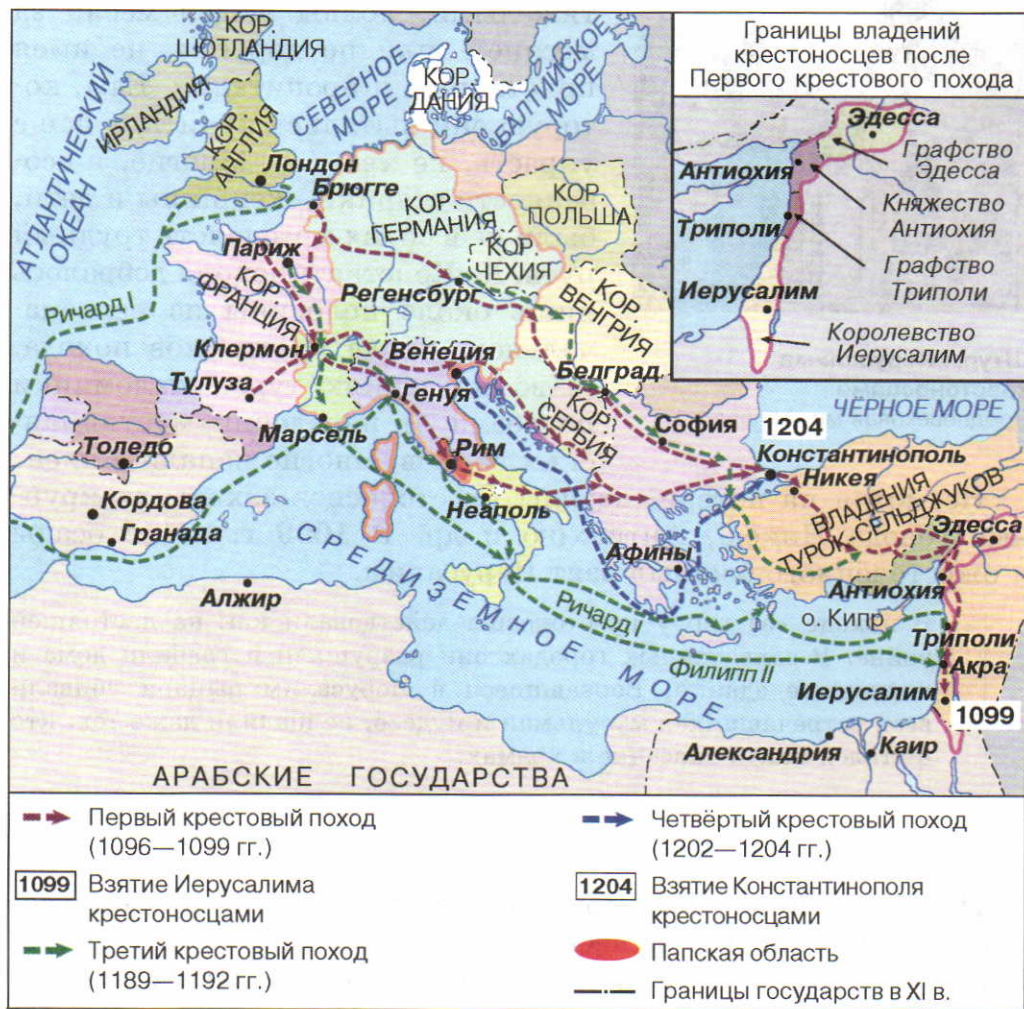 КОР.
ШОТЛАНДИЯ
АТЛАНТИЧЕСКИЙ
ОКЕАН
ИРЛАНДИЯ
КОР.
АНГЛИЯ
СЕВЕРНОЕ
МОРЕ
КОР.
ДАНИЯ
БАЛТИЙСКОЕ
МОРЕ
Лондон
Брюгге
КОР.
ГЕРМАНИЯ
КОР.
ПОЛЬША
Париж
КОР.
ЧЕХИЯ
КОР.
ФРАНЦИЯ
Регенсбург
КОР.
ВЕНГРИЯ
Ричард I
Клермон
Венеция
Белград
Тулуза
Генуя
КОР.
СЕРБИЯ
ЧЁРНОЕ МОРЕ
Марсель
София
1204
Толедо
Рим
Константинополь
Никея
Кордова
Неаполь
ВЛАДЕНИЯ
ТУРОК-СЕЛЬДЖУКОВ
Гранада
Эдесса
СРЕДИЗЕМНОЕ МОРЕ
Афины
Алжир
Антиохия
Ричард I
о. Кипр
Триполи
Филипп II
Акра
Иерусалим
1099
Александрия
Каир
АРАБСКИЕ ГОСУДАРСТВА
Границы владений
крестоносцев после
Первого крестового похода
Эдесса
Графство
Эдесса
Антиохия
Княжество
Антиохия
Триполи
Графство
Триполи
Иерусалим
Королевство
Иерусалим
Первый крестовый поход
(1096—1099 гг.)
1099 Взятие Иерусалима
крестоносцами
Третий крестовый поход
(1189—1192 гг.)
Четвёртый крестовый поход
(1202—1204 гг.)
1204 Взятие Константинополя
крестоносцами
Папская область
Границы государств в XI в.